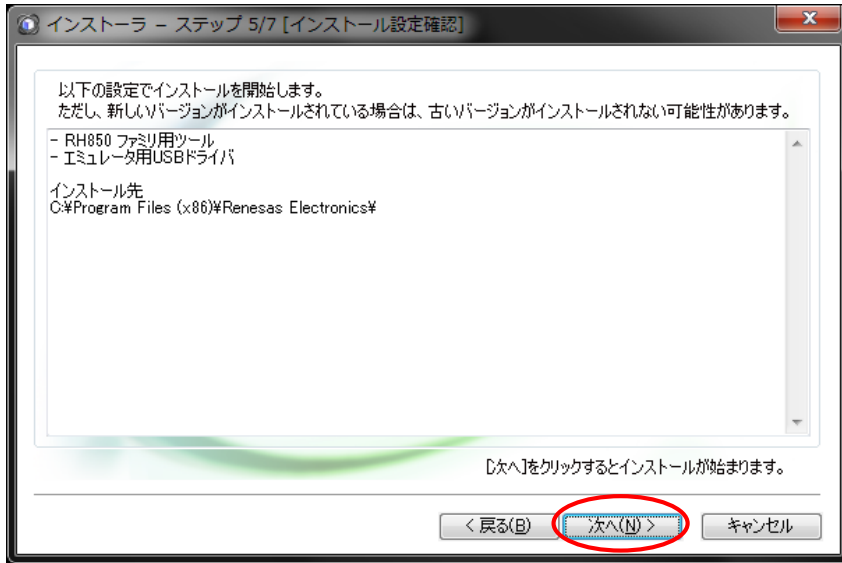 インストーラ － ステップ 5/7 [インストール設定確認]
以下の設定でインストールを開始します。
ただし、新しいバージョンがインストールされている場合は、古いバージョンがインストールされない可能性があります。
- RH850 ファミリ用ツール
- エミュレータ用USBドライバ
インストール先
C:¥Program Files (x86)¥Renesas Electronics¥
[次へ]をクリックするとインストールが始まります。
< 戻る(B) 次へ(N) > キャンセル